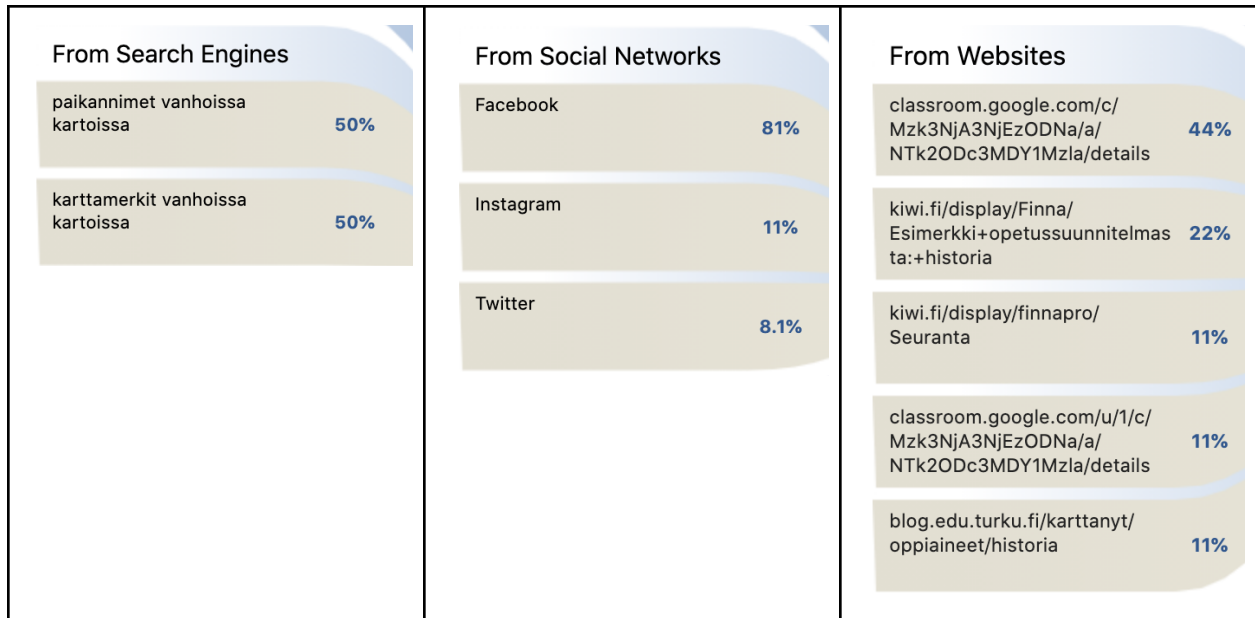 From Search Engines
paikannimet vanhoissa
kartoissa
50%
karttamerkit vanhoissa
kartoissa
50%
From Social Networks
Facebook
81%
Instagram
11%
Twitter
8.1%
From Websites
classroom.google.com/c/
Mzk3NjA3NjEzODNa/a/
NTk2ODc3MDY1Mzla/details
44%
kiwi.fi/display/Finna/
Esimerkki+opetussuunnitelmas
ta:+historia
22%
kiwi.fi/display/finnapro/
Seuranta
11%
classroom.google.com/u/1/c/
Mzk3NjA3NjEzODNa/a/
NTk2ODc3MDY1Mzla/details
11%
blog.edu.turku.fi/karttanyt/
oppiaineet/historia
11%